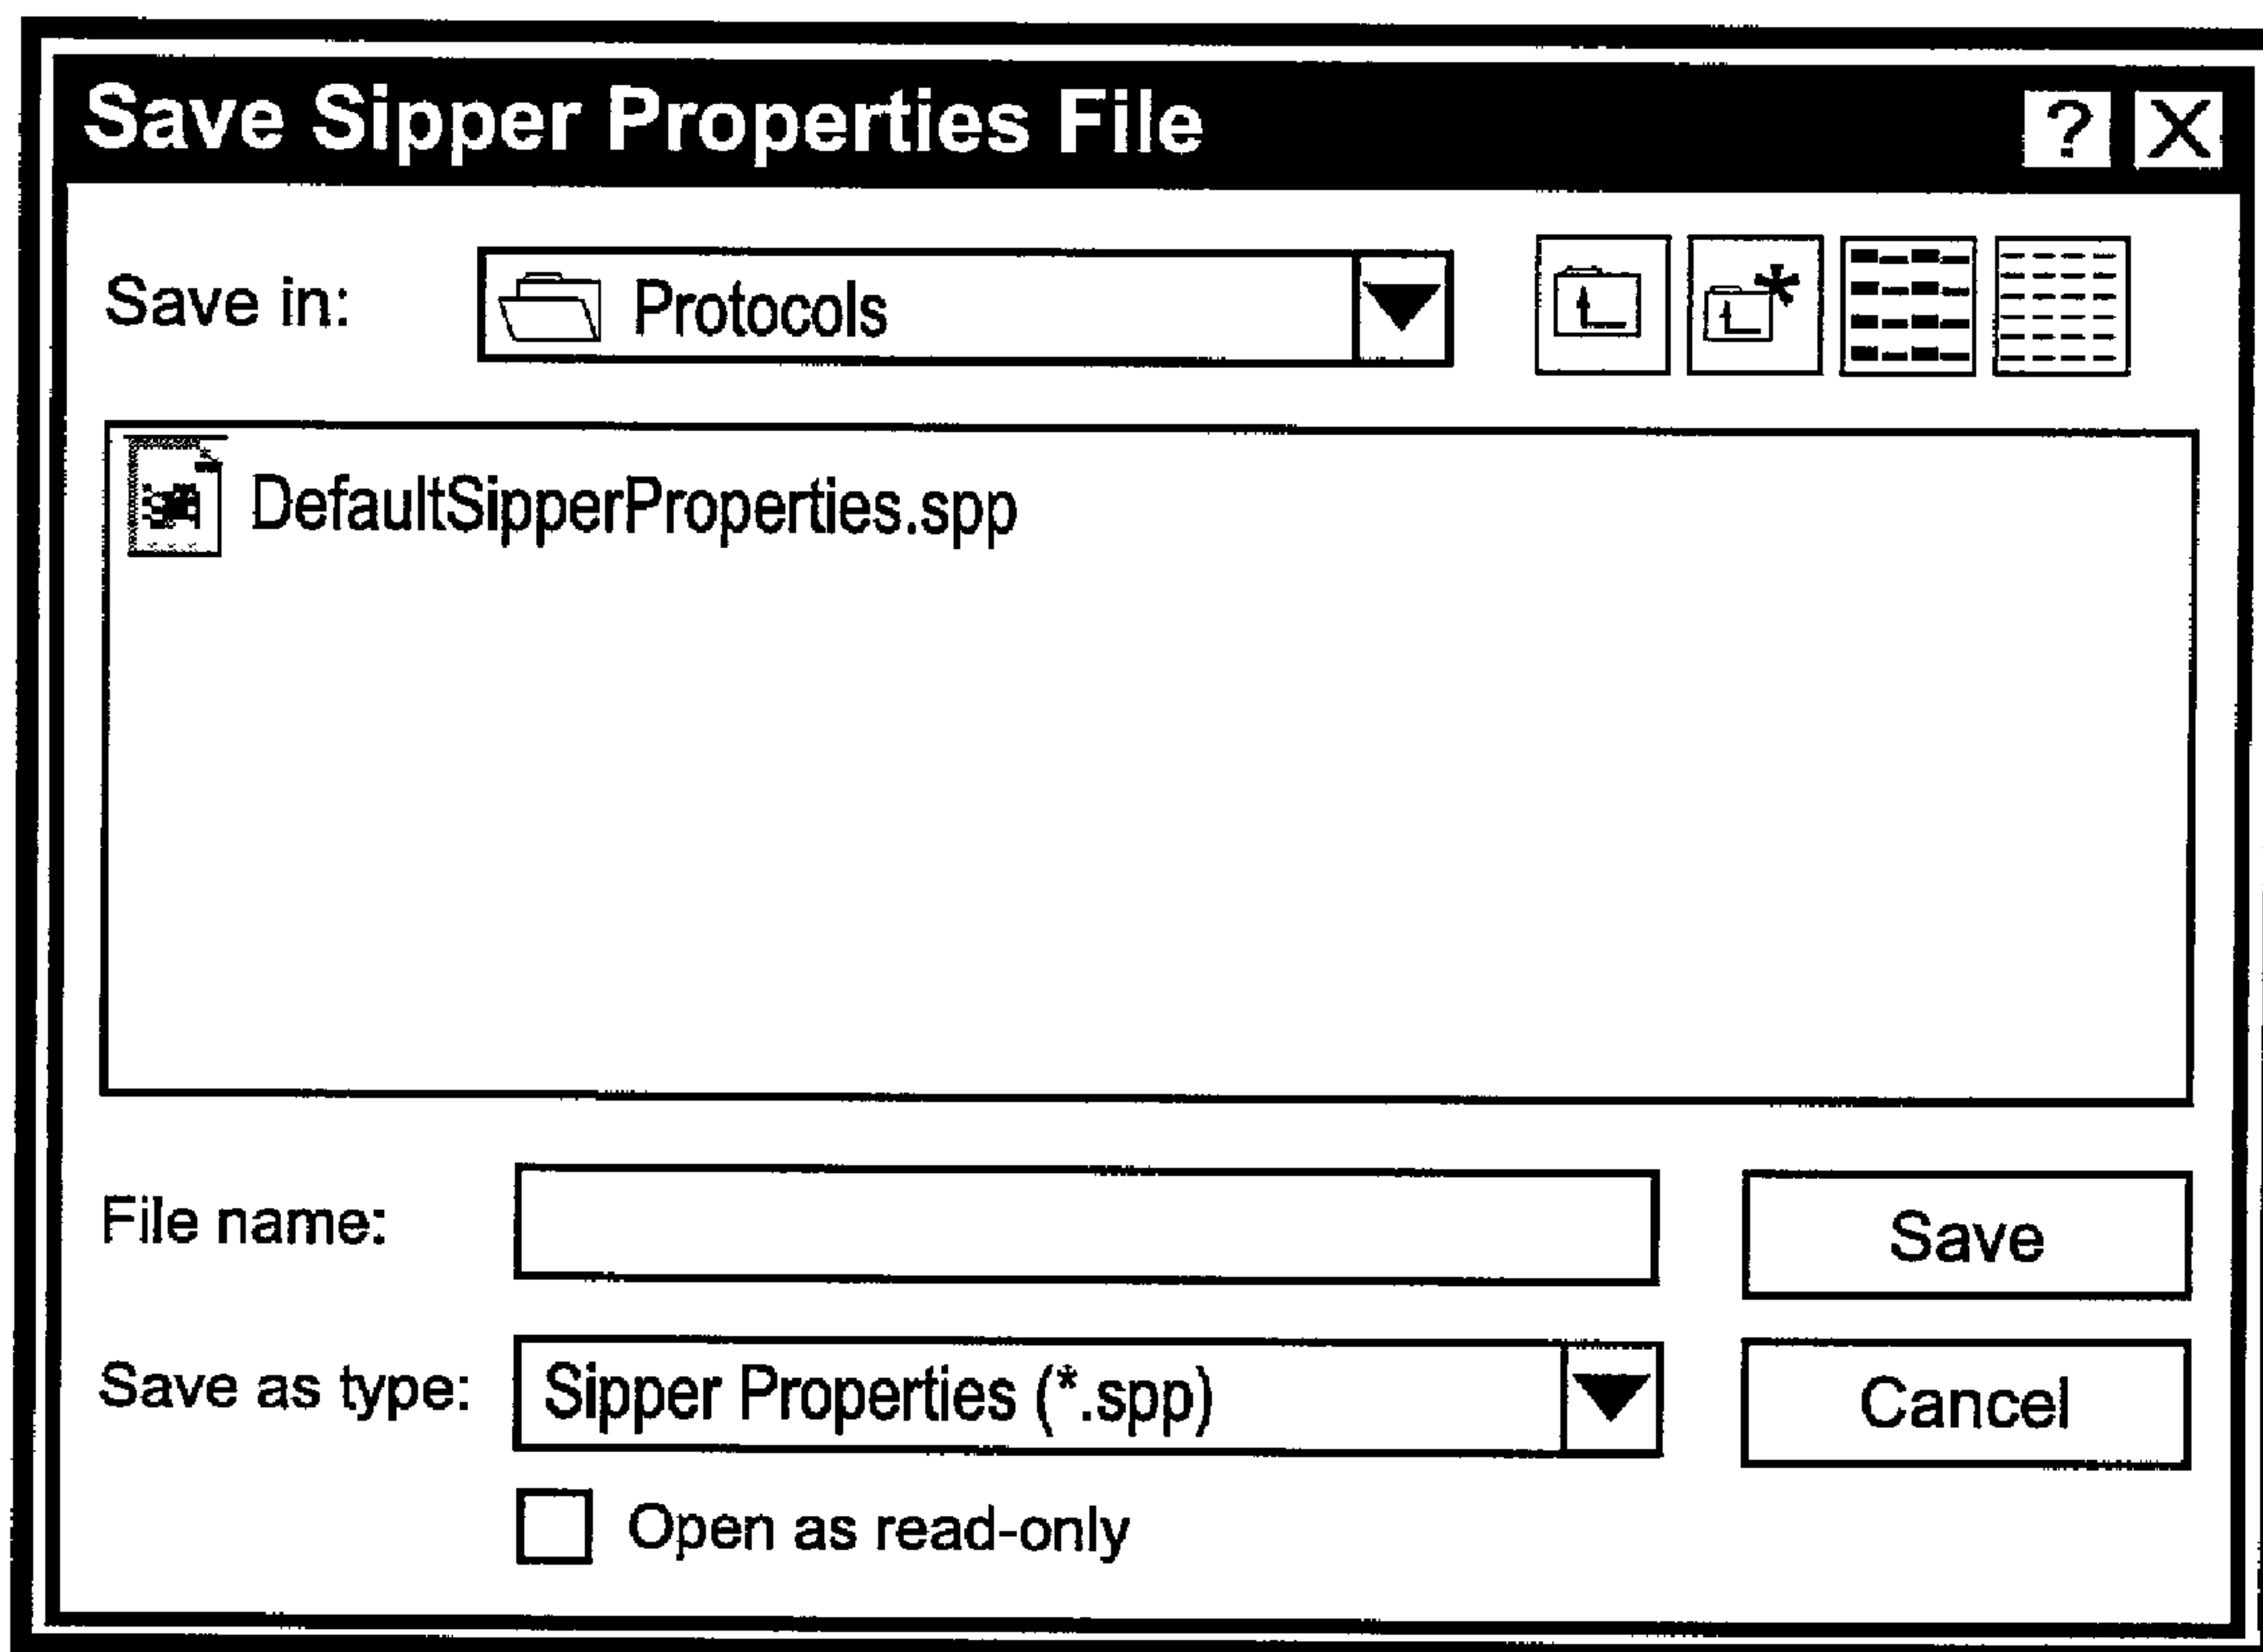 Save Sipper Properties File ? X
Save in: Protocols
DefaultSipperProperties.spp
File name: Save
Save as type: Sipper Properties (*.spp) Cancel
Open as read-only